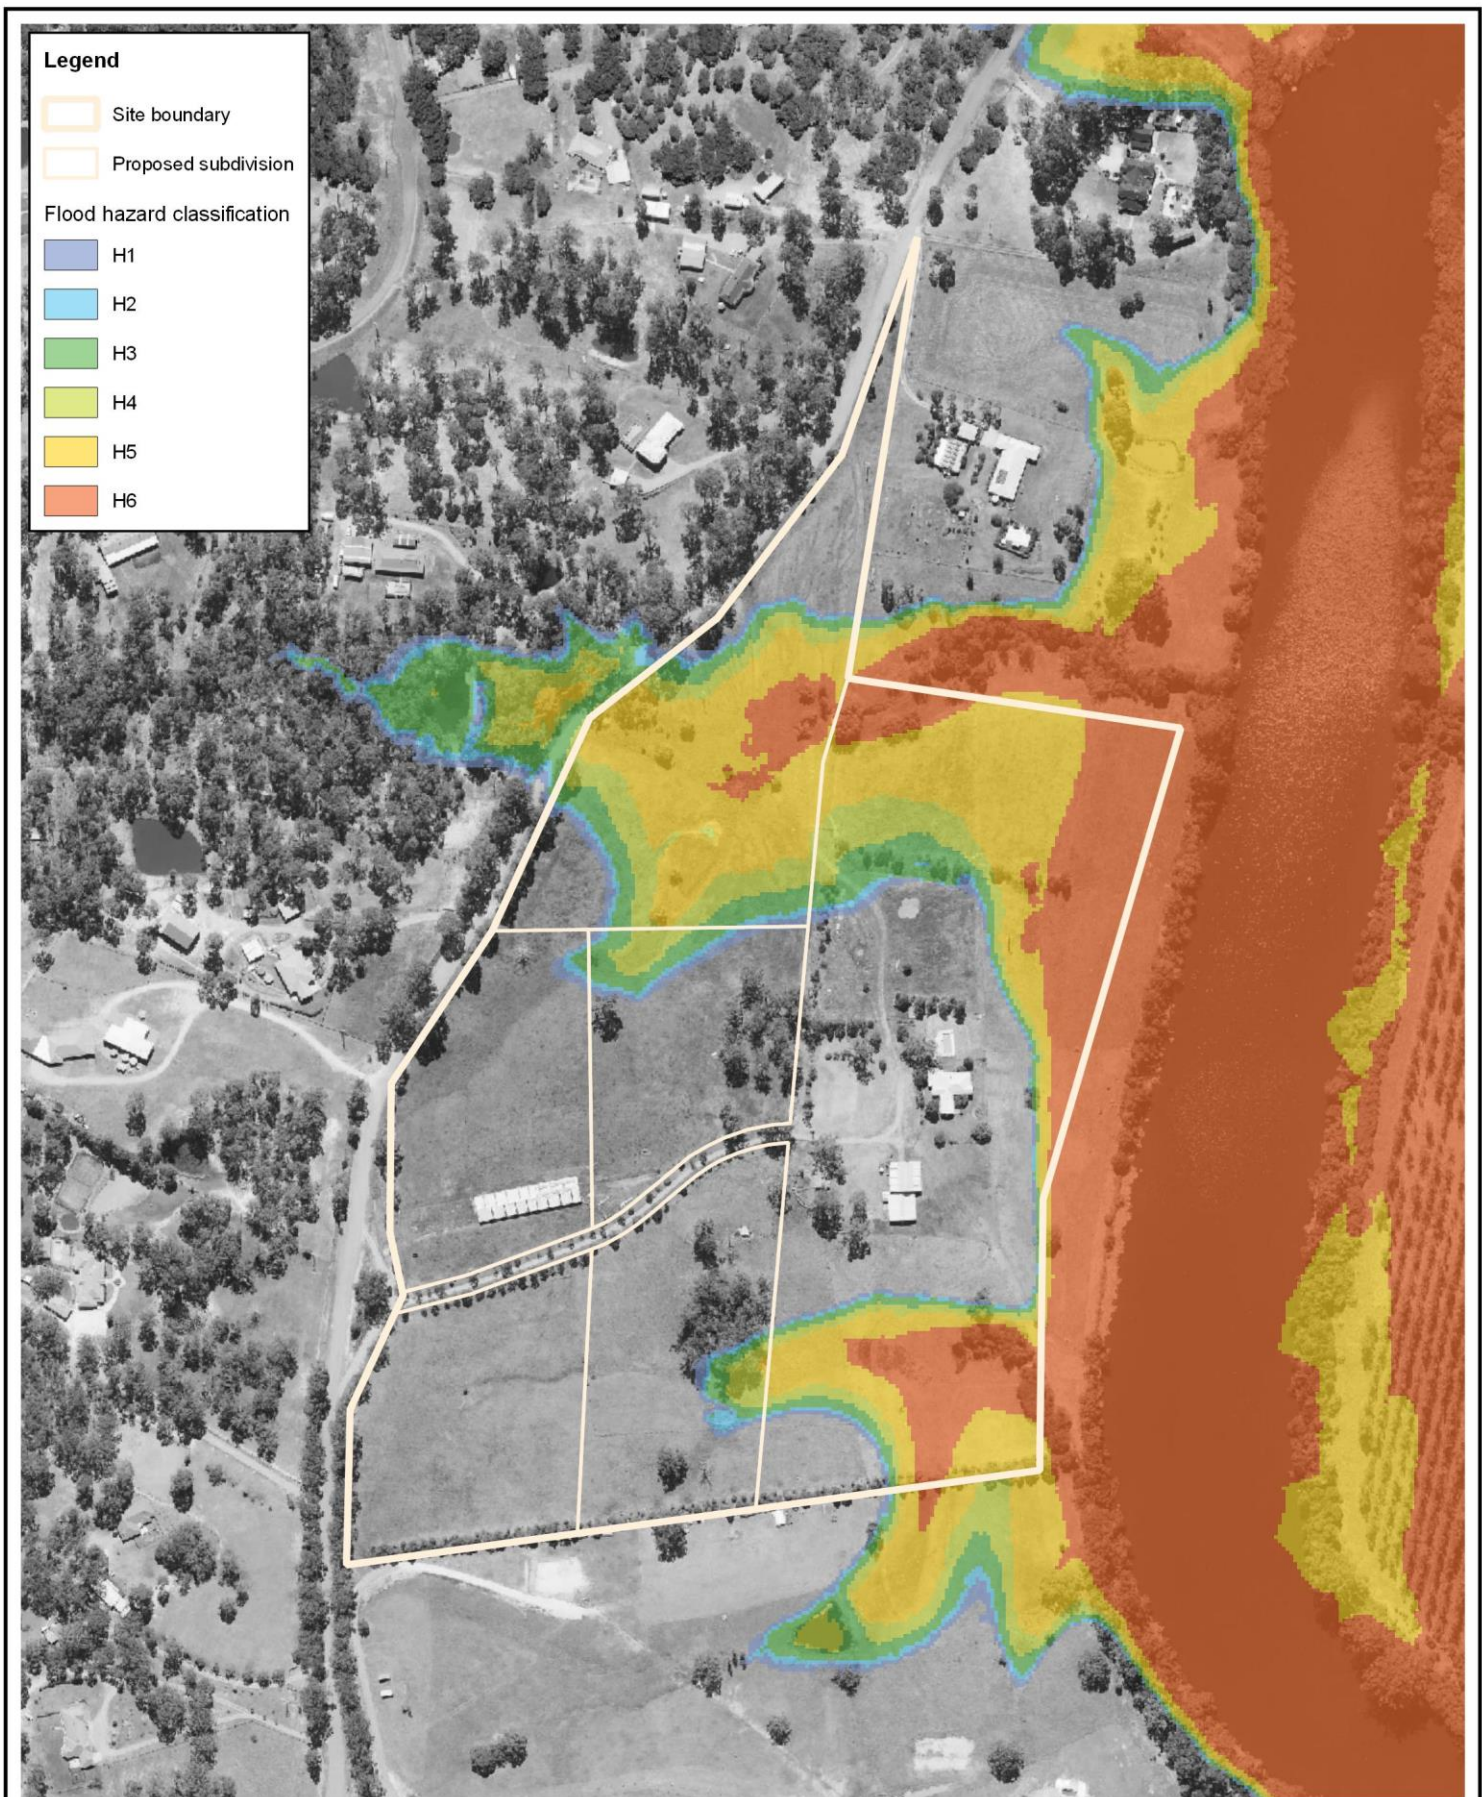 Legend
Site boundary
Proposed subdivision
Flood hazard classification
H1
H2
H3
H4
H5
H6